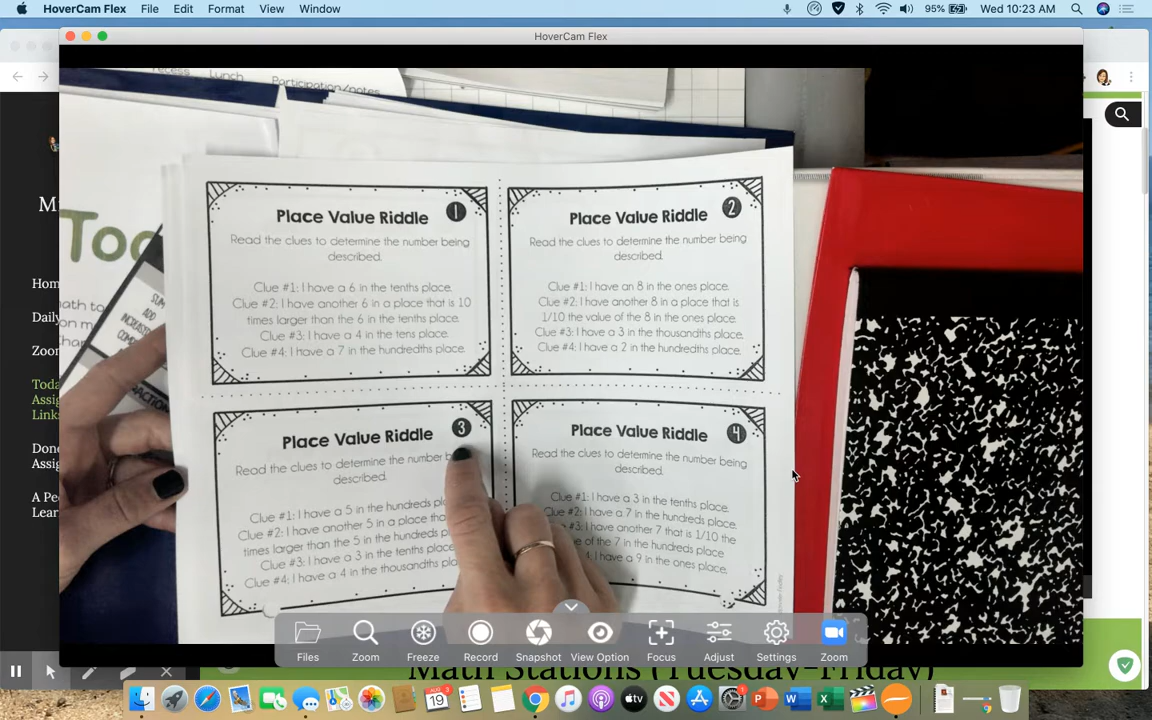 HoverCam Flex File Edit Format View Window
95% Wed 10:23 AM
HoverCam Flex
Recess Lunch Participation/notes
Place Value Riddle 1
Read the clues to determine the number being
described.
Clue #1: I have a 6 in the tenths place.
Clue #2: I have another 6 in a place that is 10
times larger than the 6 in the tenths place.
Clue #3: I have a 4 in the tens place.
Clue #4: I have a 7 in the hundredths place.
Place Value Riddle 2
Read the clues to determine the number being
described.
Clue #1: I have an 8 in the ones place.
Clue #2: I have another 8 in a place that is
1/10 the value of the 8 in the ones place.
Clue #3: I have a 3 in the thousandths place.
Clue #4: I have a 2 in the hundredths place.
Place Value Riddle 3
Read the clues to determine the number
described.
Clue #1: I have a 5 in the hundreds
Clue #2: I have another 5 in a place
times larger than the 5 in the hundreds
Clue #3: I have a 3 in the tenths place.
Clue #4: I have a 4 in the thousandths
Place Value Riddle 4
Read the clues to determine the number being
described.
Clue #1: I have a 3 in the tenths place.
Clue #2: I have a 7 in the hundreds place.
#3: I have another 7 that is 1/10 the
of the 7 in the hundreds place.
I have a 9 in the ones place.
Files Zoom Freeze Record Snapshot View Option Focus Adjust Settings Zoom
Math Stations (Tuesday-Friday)